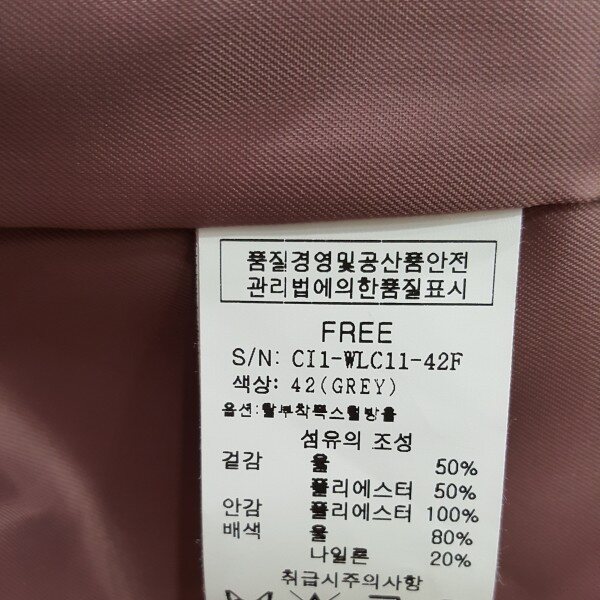 품질경영및공산품안전
관리법에의한품질표시
FREE
S/N: CI1-WLC11-42F
색상: 42(GREY)
옵션:탈부착폭스털방울
섬유의 조성
겉감 울 50%
폴리에스터 50%
안감 폴리에스터 100%
배색 울 80%
나일론 20%
취급시주의사항